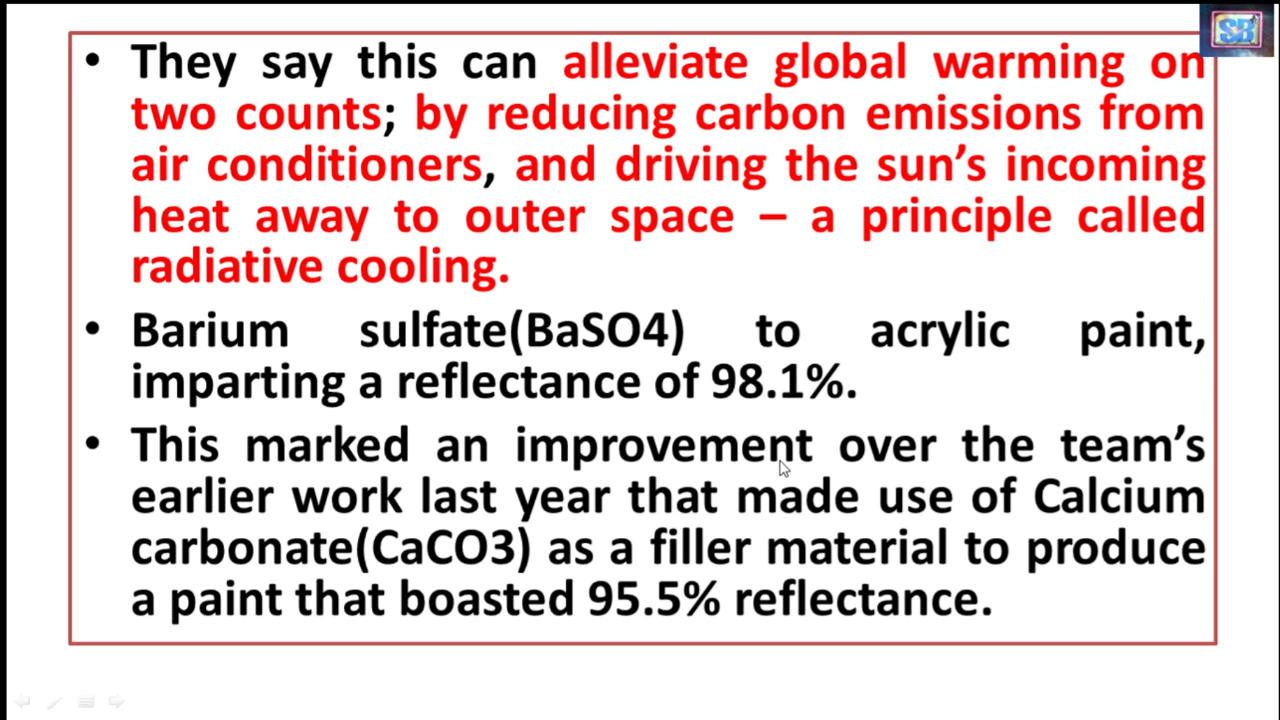 • They say this can alleviate global warming on
two counts; by reducing carbon emissions from
air conditioners, and driving the sun’s incoming
heat away to outer space – a principle called
radiative cooling.
• Barium sulfate(BaSO4) to acrylic paint,
imparting a reflectance of 98.1%.
• This marked an improvement over the team’s
earlier work last year that made use of Calcium
carbonate(CaCO3) as a filler material to produce
a paint that boasted 95.5% reflectance.